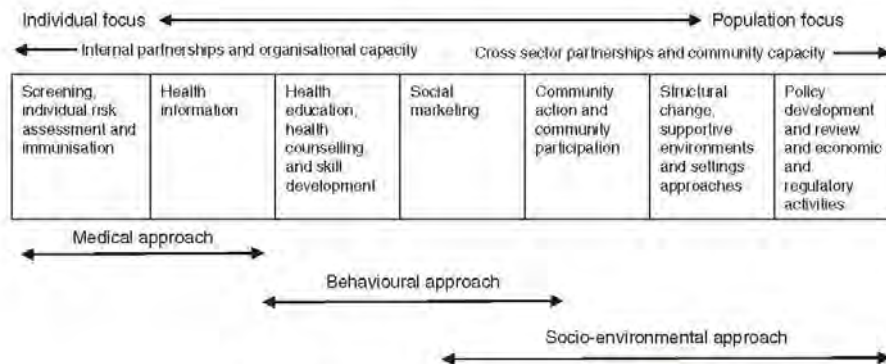 Individual focus
Population focus
Internal partnerships and organisational capacity
Cross sector partnerships and community capacity
Screening,
individual risk
assessment and
immunisation
Health
information
Health
education,
health
counselling
and skill
development
Social
marketing
Community
action and
community
participation
Structural
change,
supportive
environments
and settings
approaches
Policy
development
and review
and economic
and
regulatory
activities
Medical approach
Behavioural approach
Socio-environmental approach